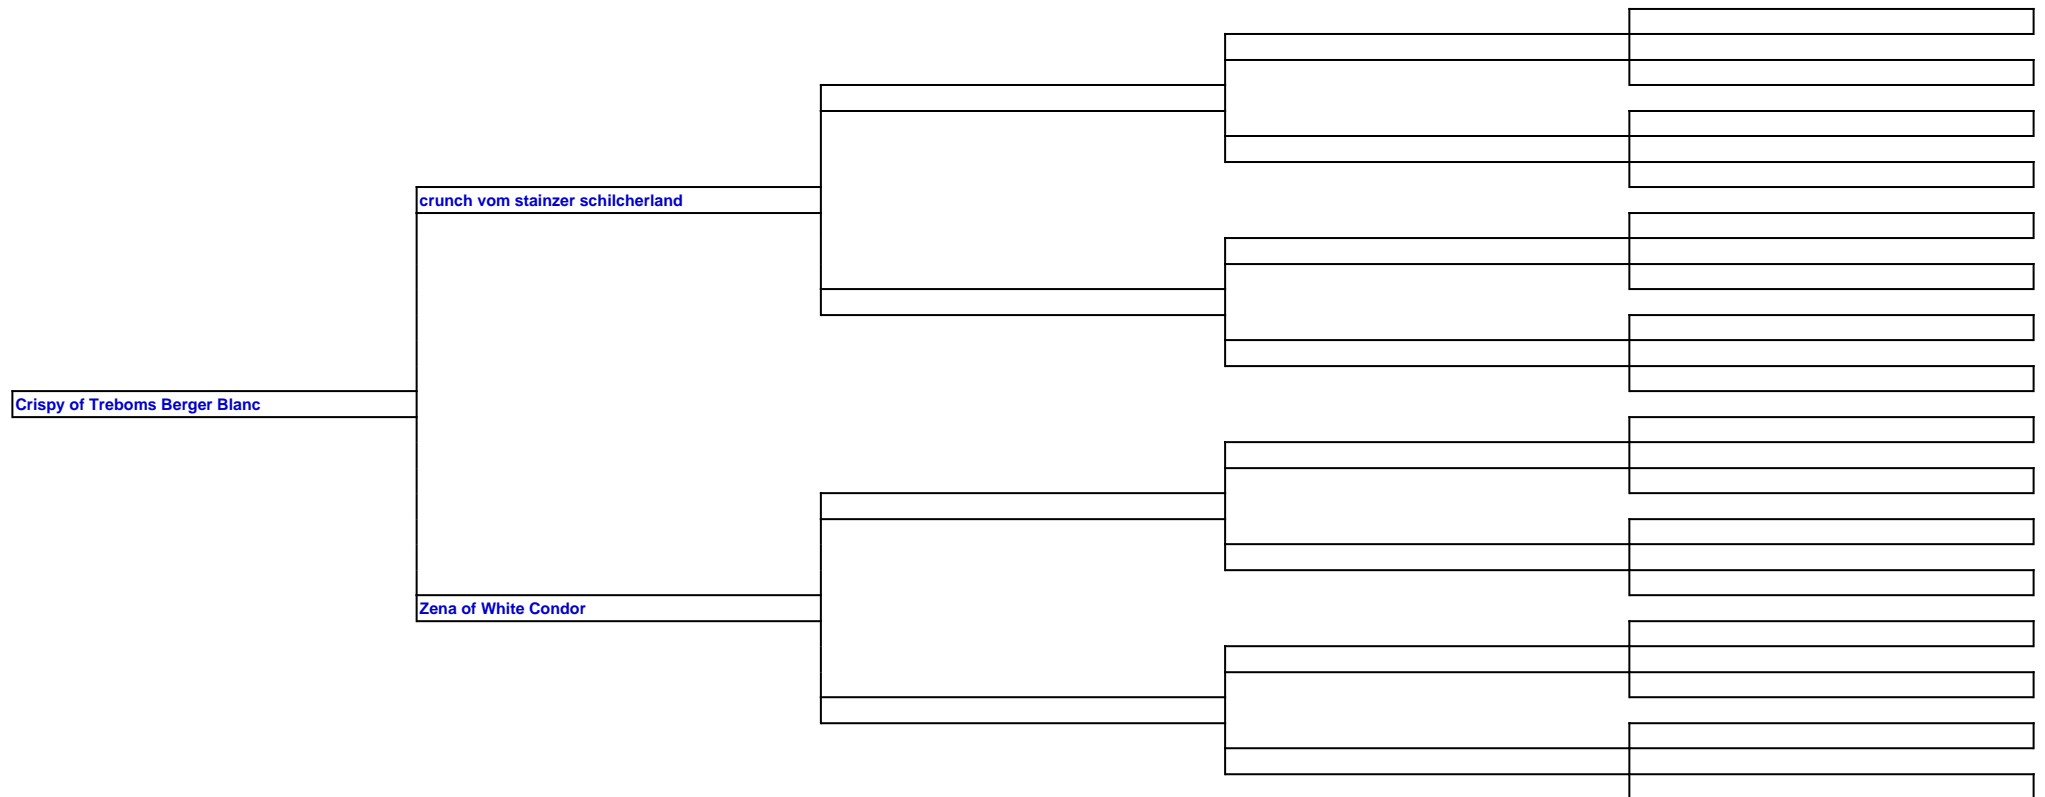 crunch vom stainzer schilcherland
Crispy of Treboms Berger Blanc
Zena of White Condor